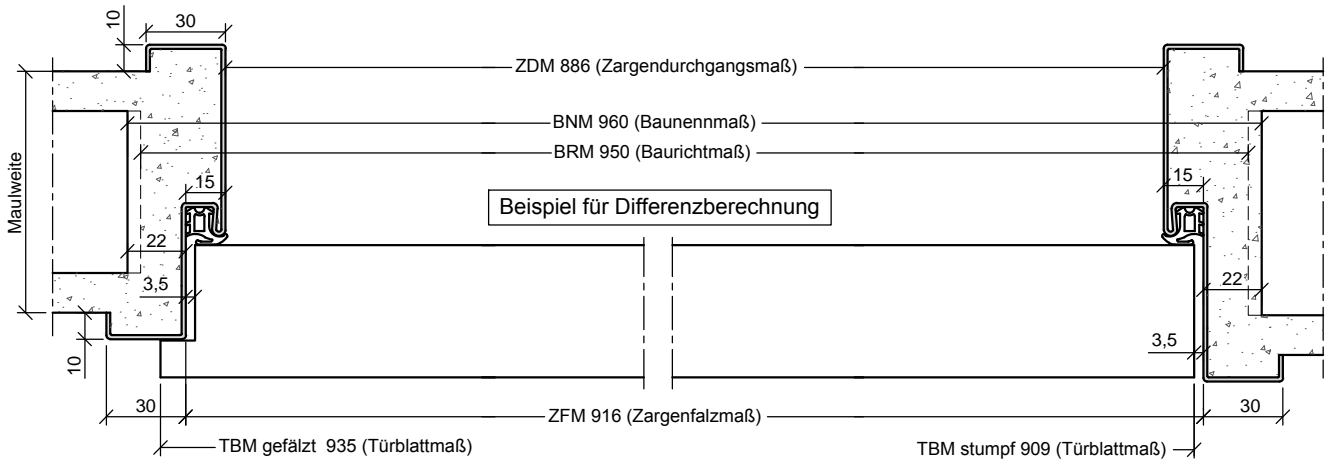 30
10
ZDM 886 (Zargendurchgangsmaß)
BNM 960 (Baunennmaß)
BRM 950 (Baurichtmaß)
15
15
Maulweite
Beispiel für Differenzberechnung
22
22
3,5
3,5
10
30
ZFM 916 (Zargenfalzmaß)
30
TBM gefälzt 935 (Türblattmaß)
TBM stumpf 909 (Türblattmaß)